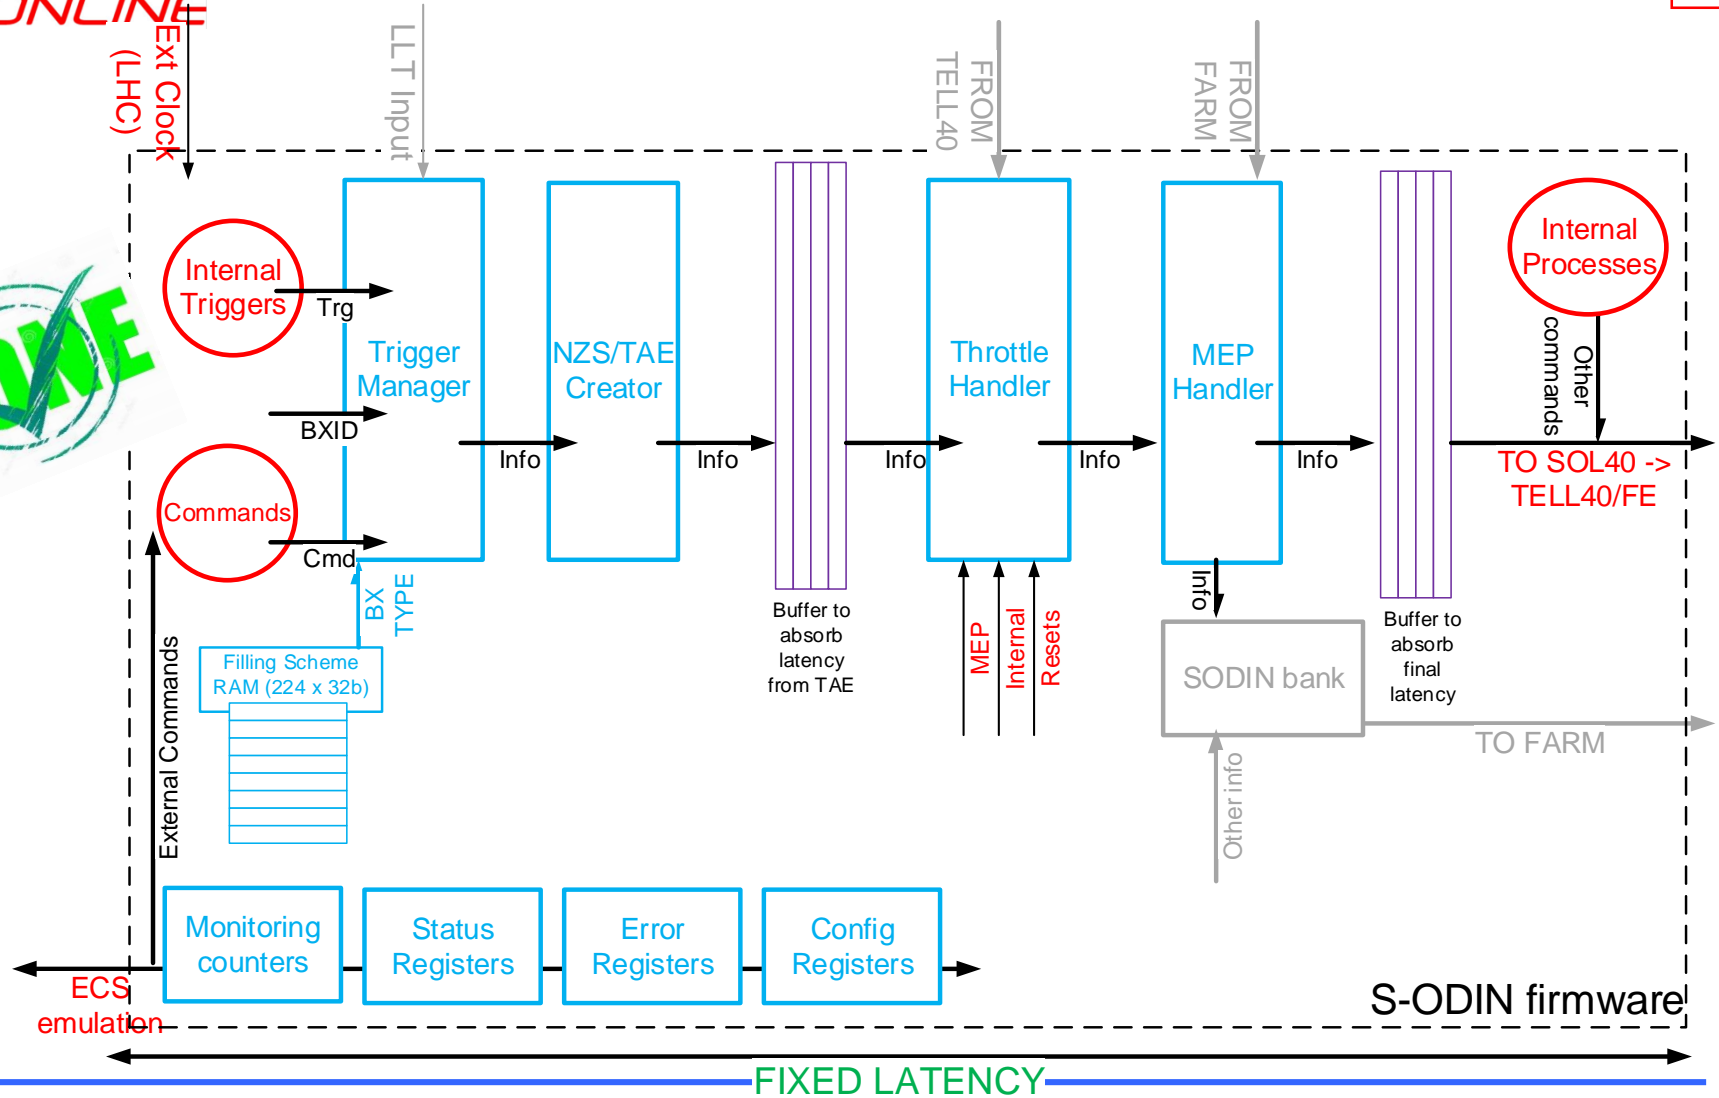 ONLINE
Ext Clock
(LHC)
LLT Input
FROM
TELL40
FROM
FARM
Internal
Triggers
Trg
BXID
Commands
Cmd
Trigger
Manager
Info
NZS/TAE
Creator
Info
Buffer to
absorb
latency
from TAE
Info
Throttle
Handler
Info
MEP
Internal
Resets
MEP
Handler
Info
Info
Buffer to
absorb
final
latency
Internal
Processes
Other
commands
TO SOL40 ->
TELL40/FE
SODIN bank
TO FARM
Other info
BX
TYPE
Filling Scheme
RAM (224 x 32b)
External Commands
Monitoring
counters
Status
Registers
Error
Registers
Config
Registers
ECS
emulation
S-ODIN firmware
FIXED LATENCY